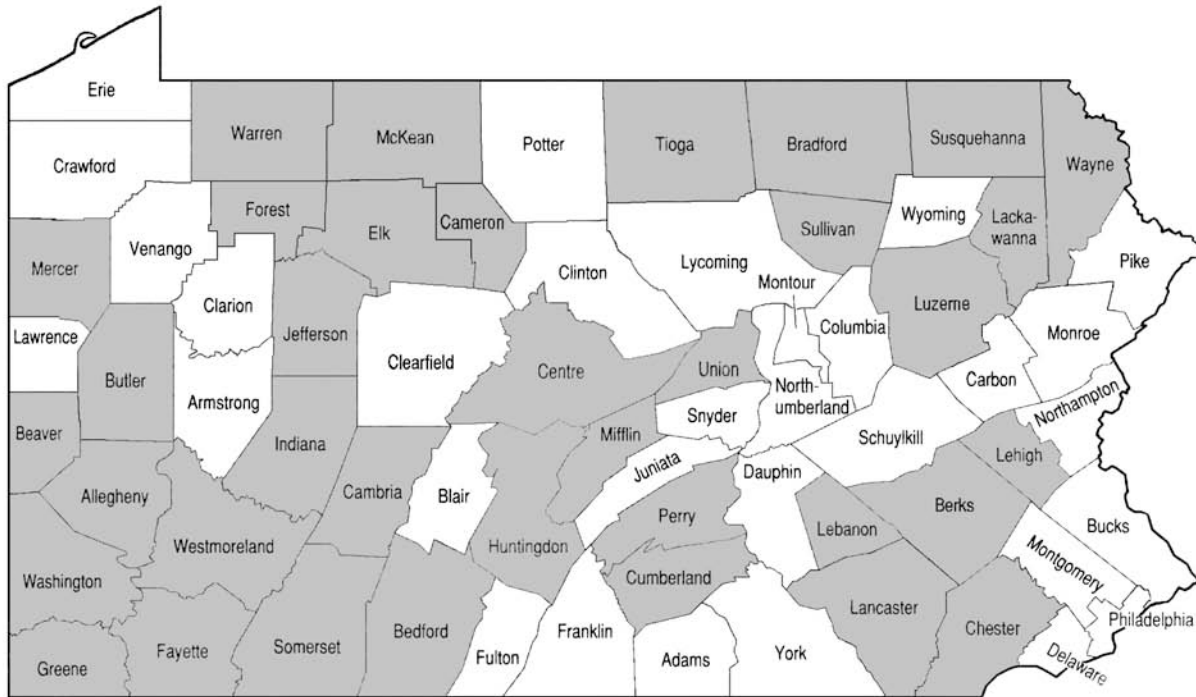 Erie
Warren
McKean
Potter
Tioga
Bradford
Susquehanna
Wayne
Crawford
Forest
Elk
Cameron
Sullivan
Wyoming
Lacka-
wanna
Mercer
Venango
Clinton
Lycoming
Pike
Clarion
Montour
Luzerne
Jefferson
Columbia
Monroe
Lawrence
Clearfield
Centre
Union
Carbon
Butler
Armstrong
North-
umberland
Northampton
Snyder
Beaver
Indiana
Mifflin
Schuylkill
Lehigh
Juniata
Dauphin
Allegheny
Cambria
Blair
Perry
Lebanon
Berks
Bucks
Westmoreland
Huntingdon
Montgomery
Washington
Cumberland
Lancaster
Philadelphia
Chester
Greene
Fayette
Somerset
Bedford
Fulton
Franklin
Adams
York
Delaware